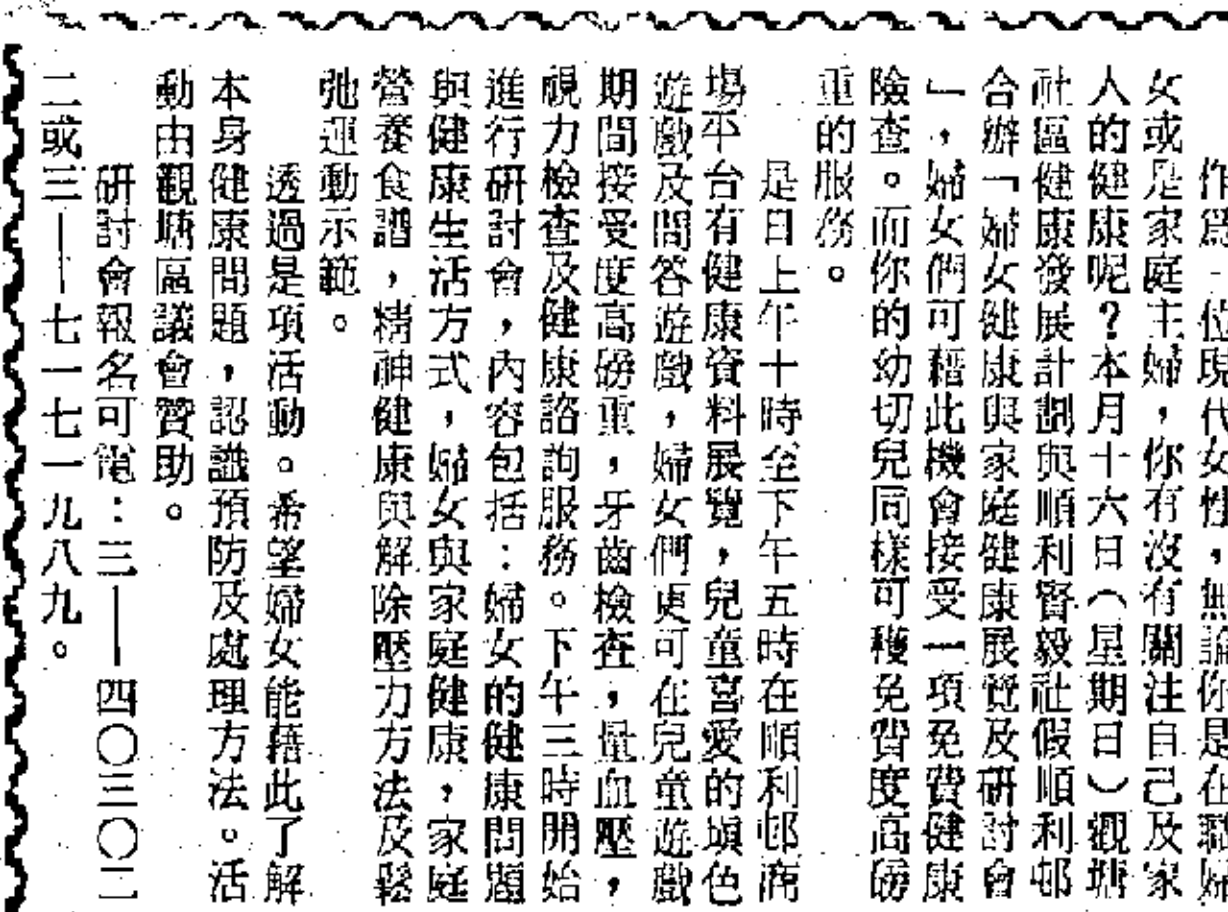 作爲一位現代女性，無論你是在職婦
女或是家庭主婦，你有沒有關注自己及家
人的健康呢？本月十六日（星期日）觀塘
社區健康發展計劃與順利賢毅社假順利邨
合辦「婦女健康與家庭健康展覽及研討會
」，婦女們可藉此機會接受一項免費健康
險查。而你的幼切兒同樣可穫免費度高磅
重的服務。
是日上午十時至下午五時在順利邨商
場平台有健康資料展覽，兒童喜愛的塡色
遊戲及問答遊戲，婦女們更可在兒童遊戲
期間接受度高磅重，牙齒檢查，量血壓，
視力檢查及健康諮詢服務。下午三時開始
進行研討會，內容包括：婦女的健康問題
與健康生活方式，婦女與家庭健康，家庭
營養食譜，精神健康與解除壓力方法及鬆
弛運動示範。
透過是項活動。希望婦女能藉此了解
本身健康問題，認識預防及處理方法。活
動由觀塘區議會贊助。
研討會報名可電：三——四〇三〇二
二或三——七一七一九八九。